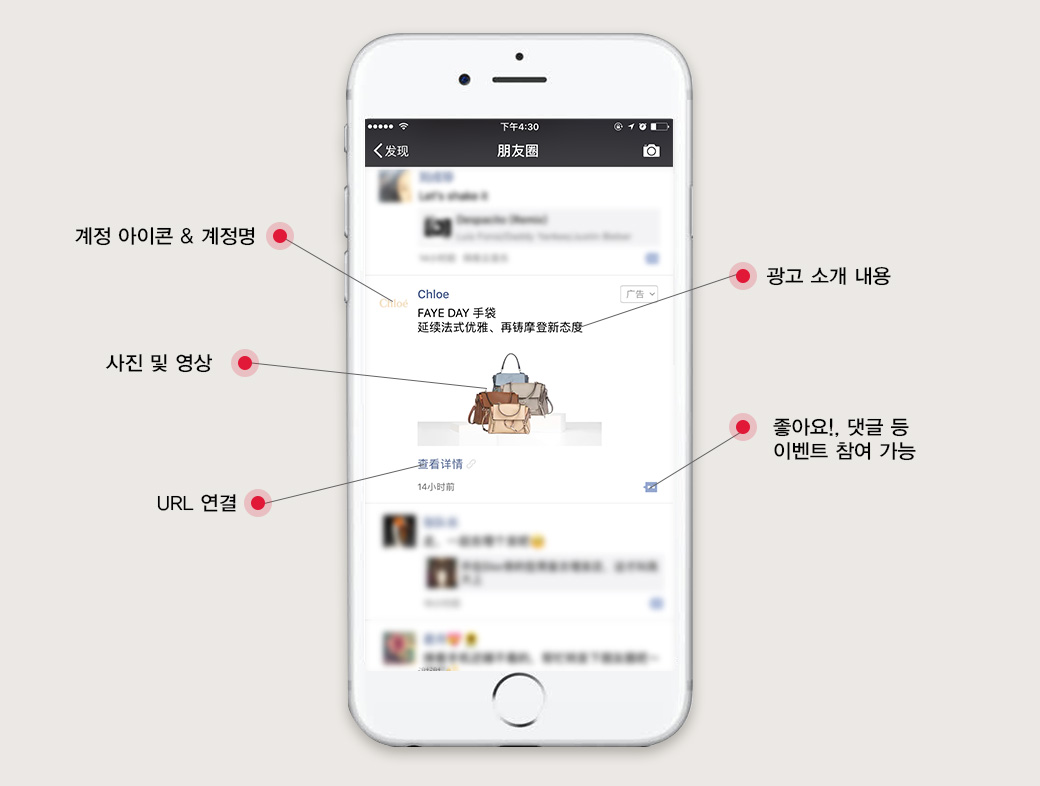 下午4:30
发现
朋友圈
Let's shake it
Despacito (Remix)
계정 아이콘 & 계정명
Chloé
Chloe
广告
광고 소개 내용
FAYE DAY 手袋
延续法式优雅、再铸摩登新态度
사진 및 영상
좋아요!, 댓글 등
이벤트 참여 가능
查看详情
14小时前
URL 연결